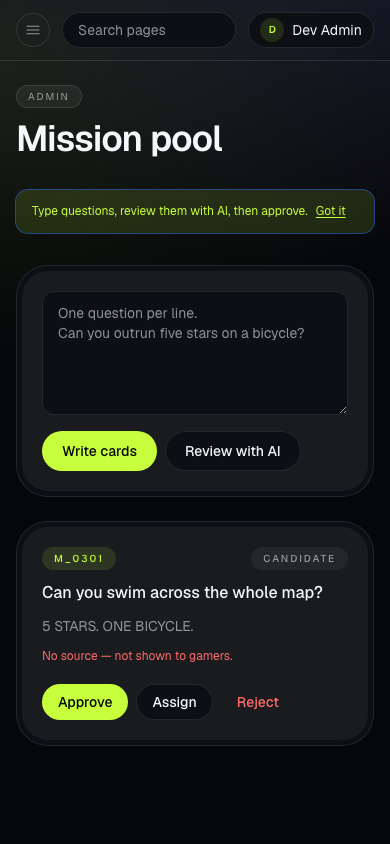 Search pages
D Dev Admin
ADMIN
Mission pool
Type questions, review them with AI, then approve. Got it
One question per line.
Can you outrun five stars on a bicycle?
Write cards Review with AI
M_0301 CANDIDATE
Can you swim across the whole map?
5 STARS. ONE BICYCLE.
No source — not shown to gamers.
Approve Assign Reject